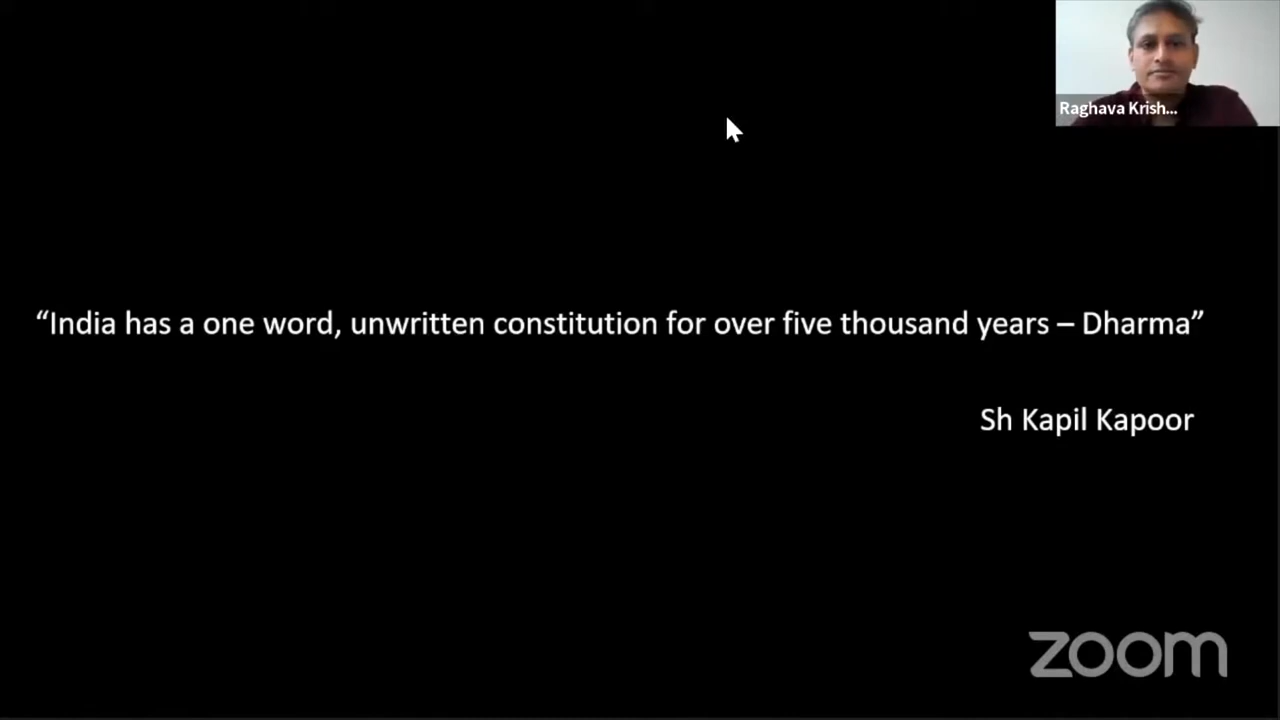 Raghava Krish...
“India has a one word, unwritten constitution for over five thousand years – Dharma”
Sh Kapil Kapoor
zoom